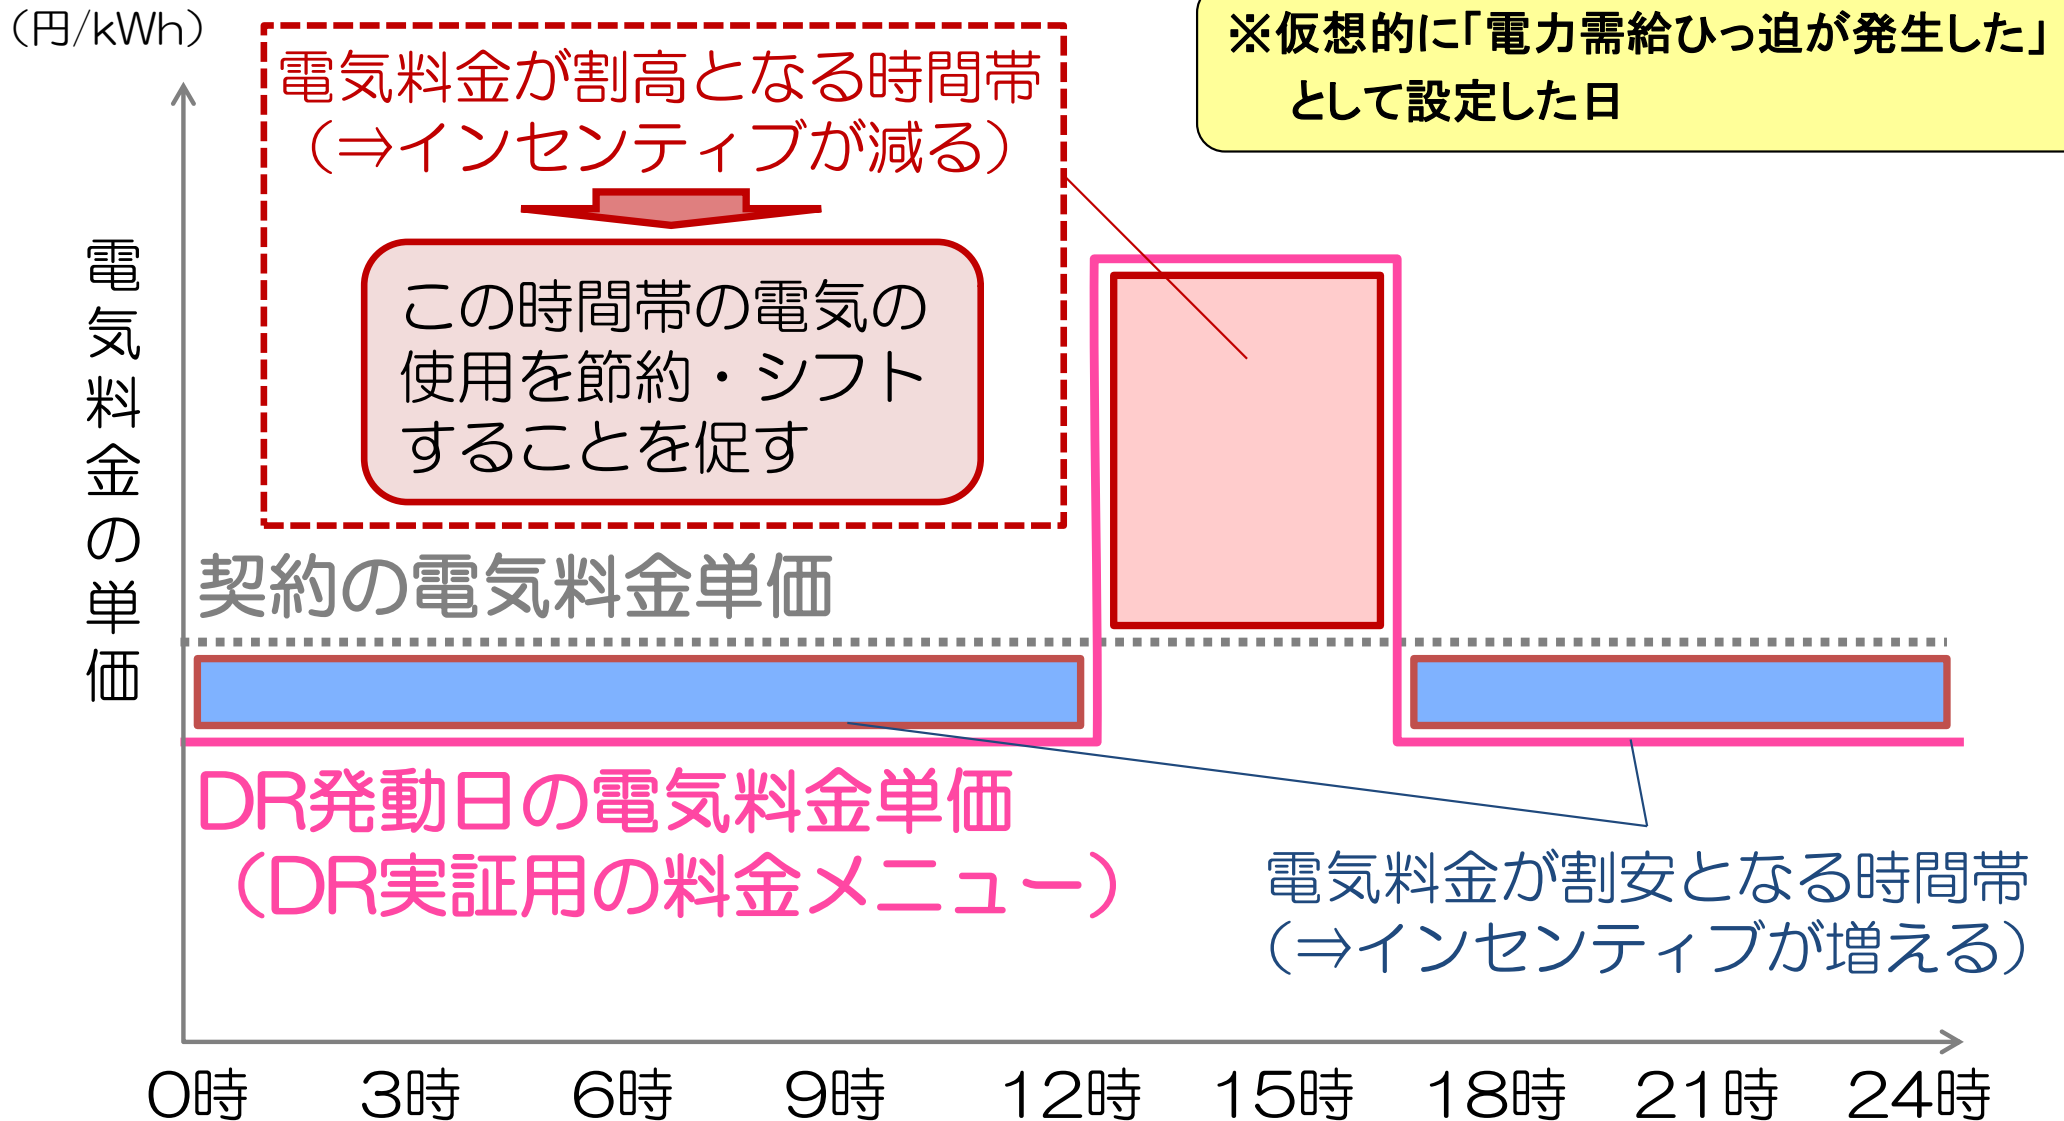 (円/kWh)
※仮想的に「電力需給ひっ迫が発生した」
として設定した日
電気料金が割高となる時間帯
(⇒インセンティブが減る)
この時間帯の電気の
使用を節約・シフト
することを促す
電気料金の単価
契約の電気料金単価
DR発動日の電気料金単価
(DR実証用の料金メニュー)
電気料金が割安となる時間帯
(⇒インセンティブが増える)
0時 3時 6時 9時 12時 15時 18時 21時 24時